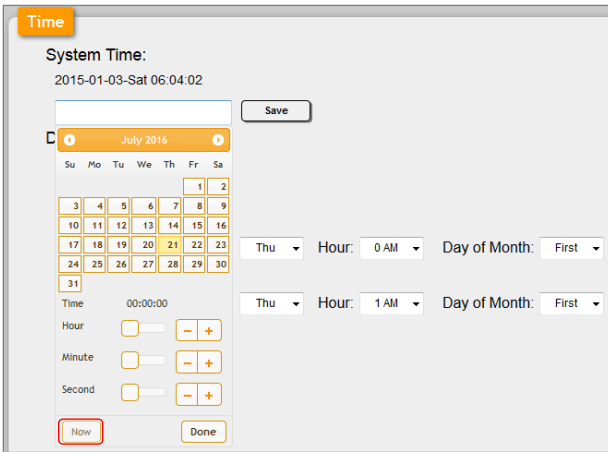 Time
System Time:
2015-01-03-Sat 06:04:02
Save
D
July 2016
Su Mo Tu We Th Fr Sa
1 2
3 4 5 6 7 8 9
10 11 12 13 14 15 16
17 18 19 20 21 22 23
24 25 26 27 28 29 30
31
Thu Hour: 0 AM Day of Month: First
Thu Hour: 1 AM Day of Month: First
Time 00:00:00
Hour - +
Minute - +
Second - +
Now Done